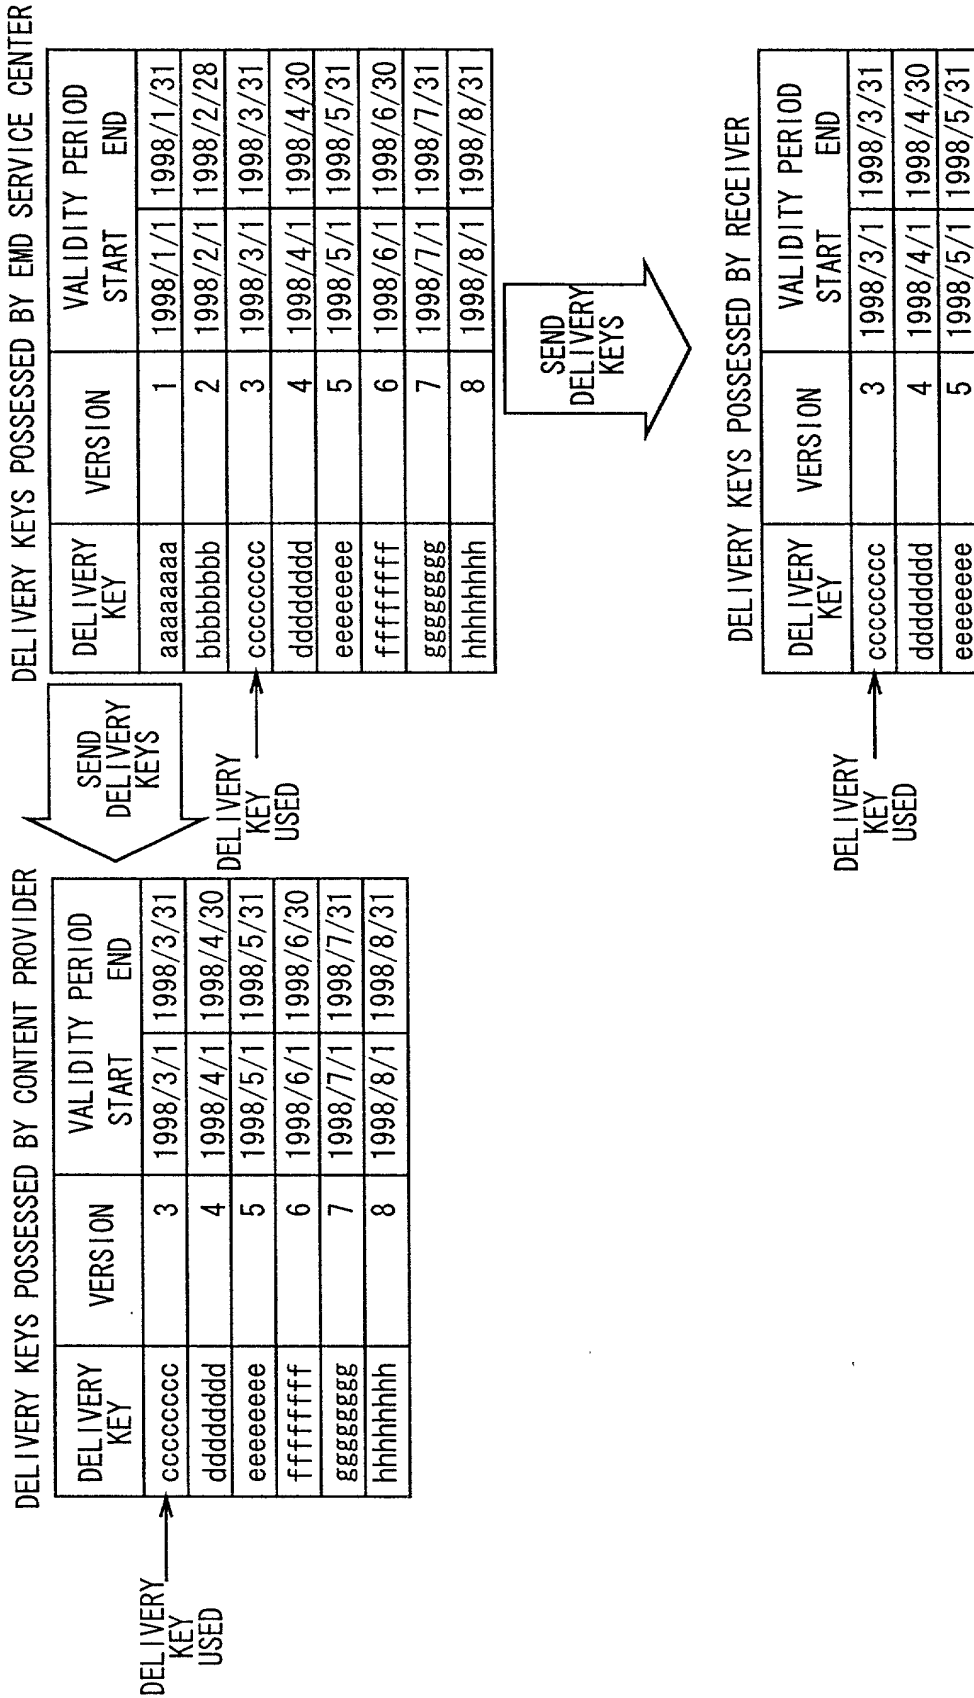 DELIVERY KEYS POSSESSED BY CONTENT PROVIDER
DELIVERY KEY VERSION VALIDITY PERIOD
START END
cccccccc 3 1998/3/1 1998/3/31
dddddddd 4 1998/4/1 1998/4/30
eeeeeeee 5 1998/5/1 1998/5/31
ffffffff 6 1998/6/1 1998/6/30
gggggggg 7 1998/7/1 1998/7/31
hhhhhhhh 8 1998/8/1 1998/8/31
DELIVERY
KEY
USED
SEND
DELIVERY
KEYS
DELIVERY KEYS POSSESSED BY EMD SERVICE CENTER
DELIVERY KEY VERSION VALIDITY PERIOD
START END
aaaaaaaa 1 1998/1/1 1998/1/31
bbbbbbbb 2 1998/2/1 1998/2/28
cccccccc 3 1998/3/1 1998/3/31
dddddddd 4 1998/4/1 1998/4/30
eeeeeeee 5 1998/5/1 1998/5/31
ffffffff 6 1998/6/1 1998/6/30
gggggggg 7 1998/7/1 1998/7/31
hhhhhhhh 8 1998/8/1 1998/8/31
DELIVERY
KEY
USED
SEND
DELIVERY
KEYS
DELIVERY KEYS POSSESSED BY RECEIVER
DELIVERY KEY VERSION VALIDITY PERIOD
START END
cccccccc 3 1998/3/1 1998/3/31
dddddddd 4 1998/4/1 1998/4/30
eeeeeeee 5 1998/5/1 1998/5/31
DELIVERY
KEY
USED